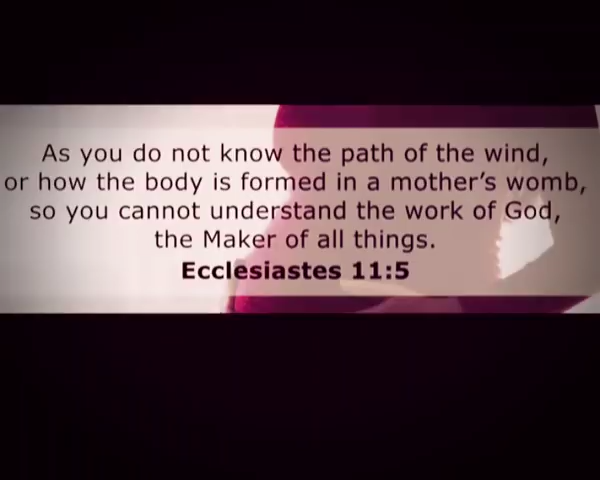 As you do not know the path of the wind,
or how the body is formed in a mother's womb,
so you cannot understand the work of God,
the Maker of all things.
Ecclesiastes 11:5